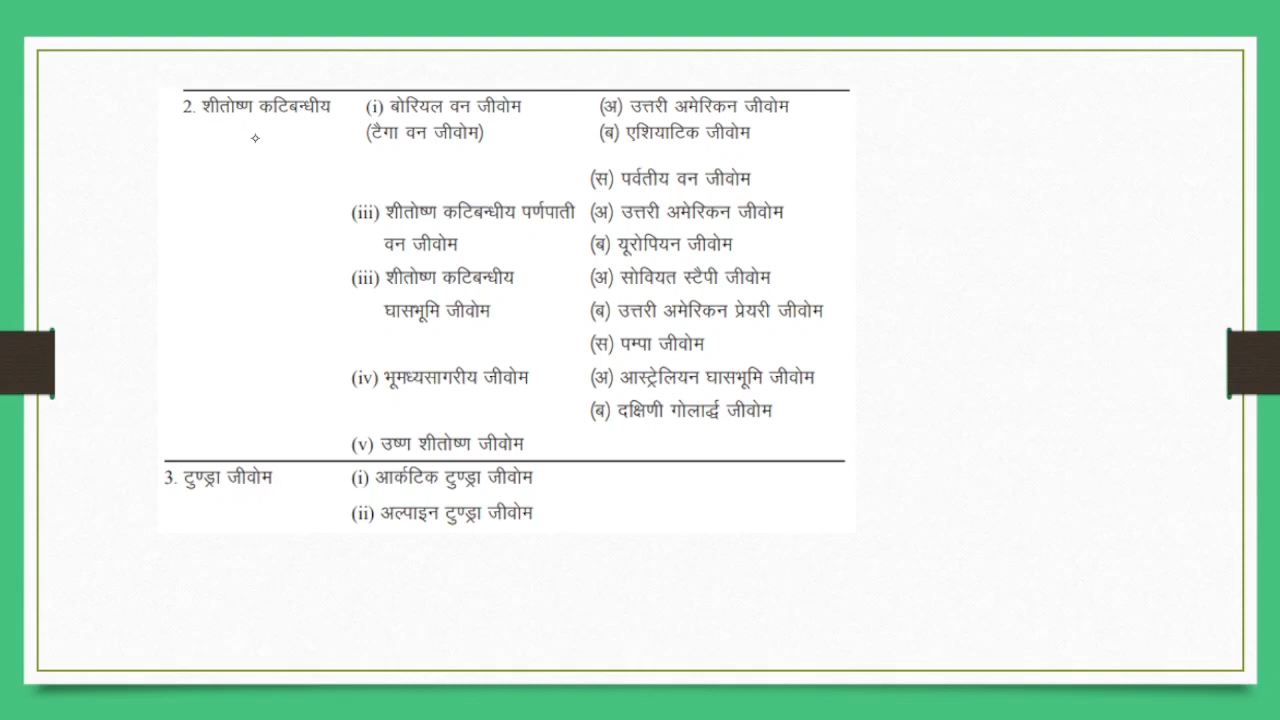 2. शीतोष्ण कटिबन्धीय (i) बोरियल वन जीवोम (अ) उत्तरी अमेरिकन जीवोम
(टैगा वन जीवोम) (ब) एशियाटिक जीवोम
(स) पर्वतीय वन जीवोम
(iii) शीतोष्ण कटिबन्धीय पर्णपाती (अ) उत्तरी अमेरिकन जीवोम
वन जीवोम (ब) यूरोपियन जीवोम
(iii) शीतोष्ण कटिबन्धीय (अ) सोवियत स्टैपी जीवोम
घासभूमि जीवोम (ब) उत्तरी अमेरिकन प्रेयरी जीवोम
(स) पम्पा जीवोम
(iv) भूमध्यसागरीय जीवोम (अ) आस्ट्रेलियन घासभूमि जीवोम
(ब) दक्षिणी गोलार्द्ध जीवोम
(v) उष्ण शीतोष्ण जीवोम
3. टुण्ड्रा जीवोम (i) आर्कटिक टुण्ड्रा जीवोम
(ii) अल्पाइन टुण्ड्रा जीवोम